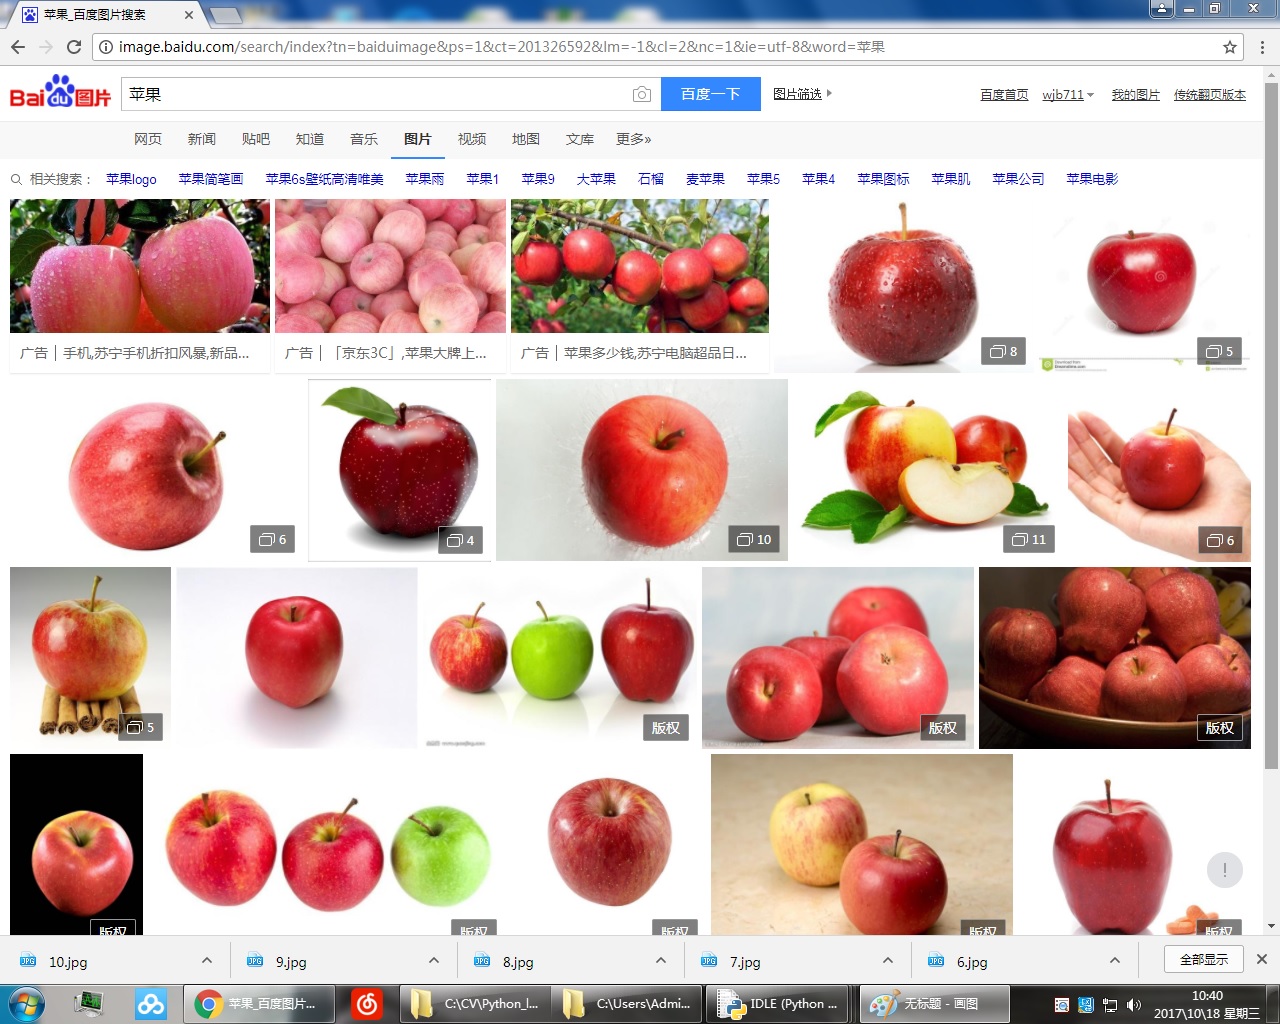 苹果_百度图片搜索
image.baidu.com/search/index?tn=baiduimage&ps=1&ct=201326592&lm=-1&cl=2&nc=1&ie=utf-8&word=苹果
Bai du 图片
苹果
百度一下
图片筛选
百度首页 wjb711 我的图片 传统翻页版本
网页 新闻 贴吧 知道 音乐 图片 视频 地图 文库 更多»
相关搜索： 苹果logo 苹果简笔画 苹果6s壁纸高清唯美 苹果雨 苹果1 苹果9 大苹果 石榴 麦苹果 苹果5 苹果4 苹果图标 苹果肌 苹果公司 苹果电影
广告 | 手机,苏宁手机折扣风暴,新品...
广告 | 「京东3C」,苹果大牌上...
广告 | 苹果多少钱,苏宁电脑超品日...
8
5
6
4
10
11
6
5
版权
版权
版权
版权
版权
版权
版权
版权
10.jpg
9.jpg
8.jpg
7.jpg
6.jpg
全部显示
苹果_百度图片...
C:\CV\Python_l...
C:\Users\Admi...
IDLE (Python ...
无标题 - 画图
10:40
2017\10\18 星期三